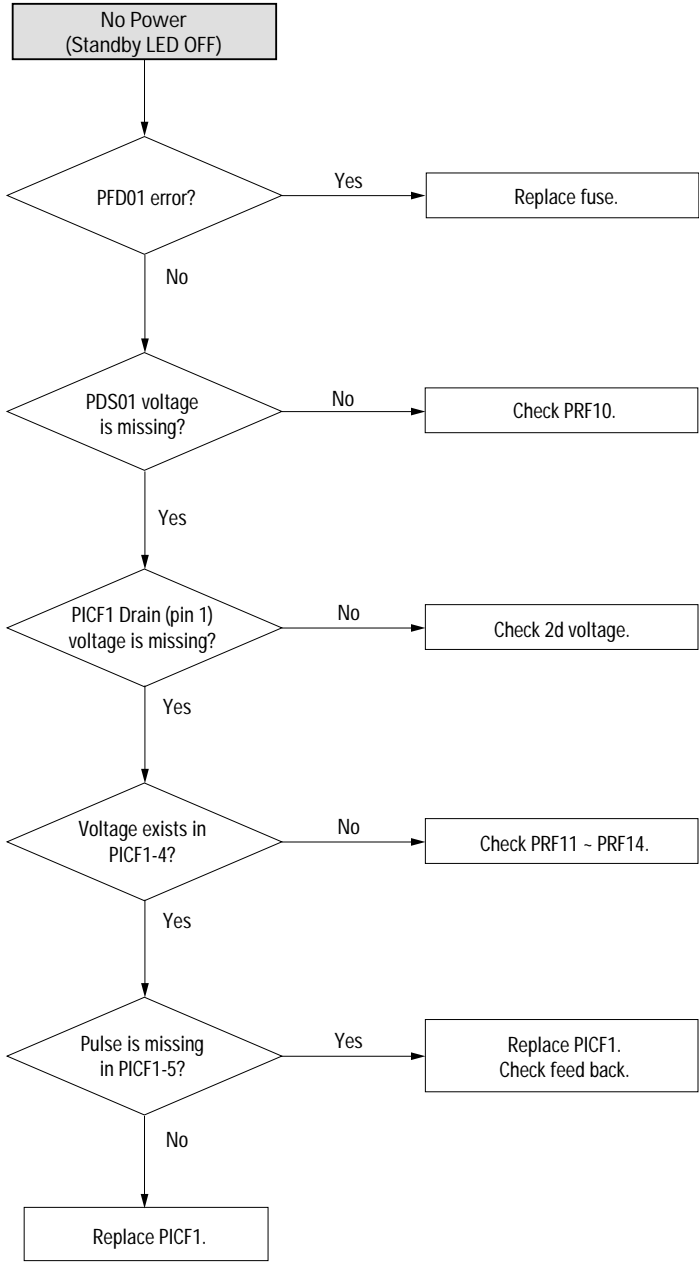 No Power
(Standby LED OFF)
PFD01 error?
Yes
Replace fuse.
No
PDS01 voltage
is missing?
No
Check PRF10.
Yes
PICF1 Drain (pin 1)
voltage is missing?
No
Check 2d voltage.
Yes
Voltage exists in
PICF1-4?
No
Check PRF11 ~ PRF14.
Yes
Pulse is missing
in PICF1-5?
Yes
Replace PICF1.
Check feed back.
No
Replace PICF1.